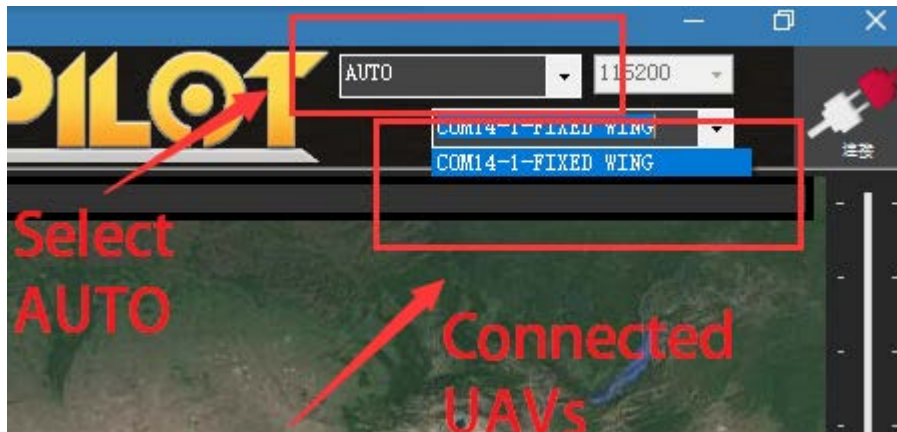 PILOT
AUTO
115200
COM14-1-FIXED WING
COM14-1-FIXED WING
连接
Select
AUTO
Connected
UAVs